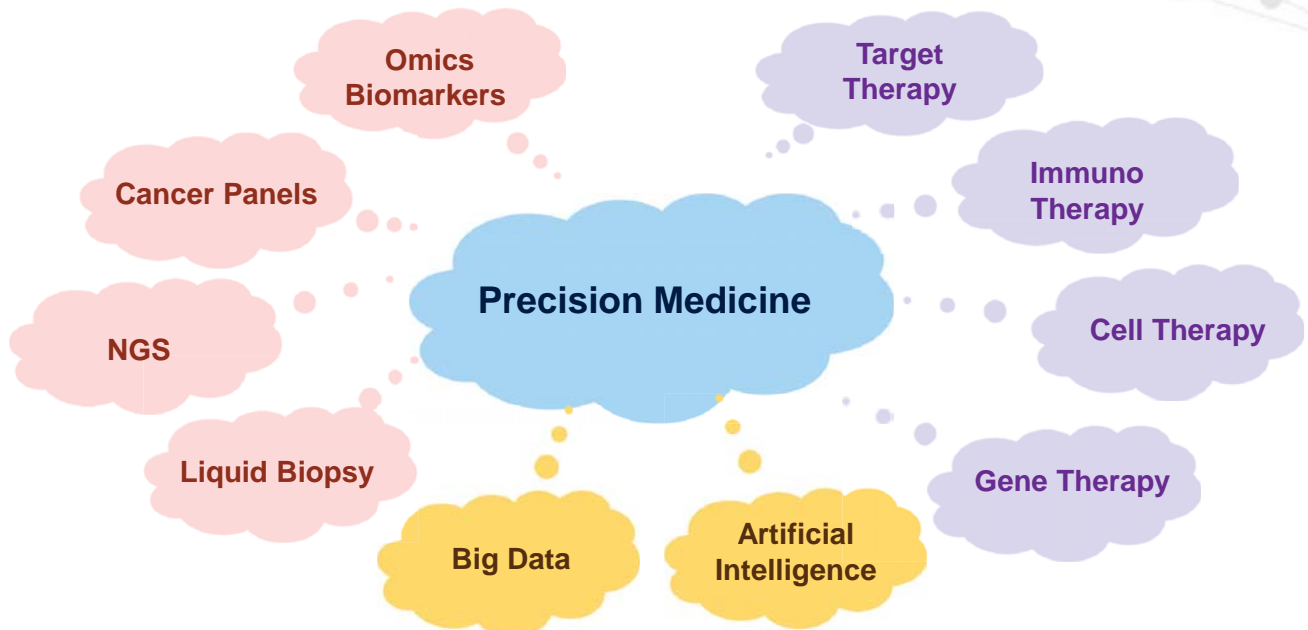 Omics
Biomarkers
Target
Therapy
Cancer Panels
Immuno
Therapy
Precision Medicine
NGS
Cell Therapy
Liquid Biopsy
Gene Therapy
Big Data
Artificial
Intelligence